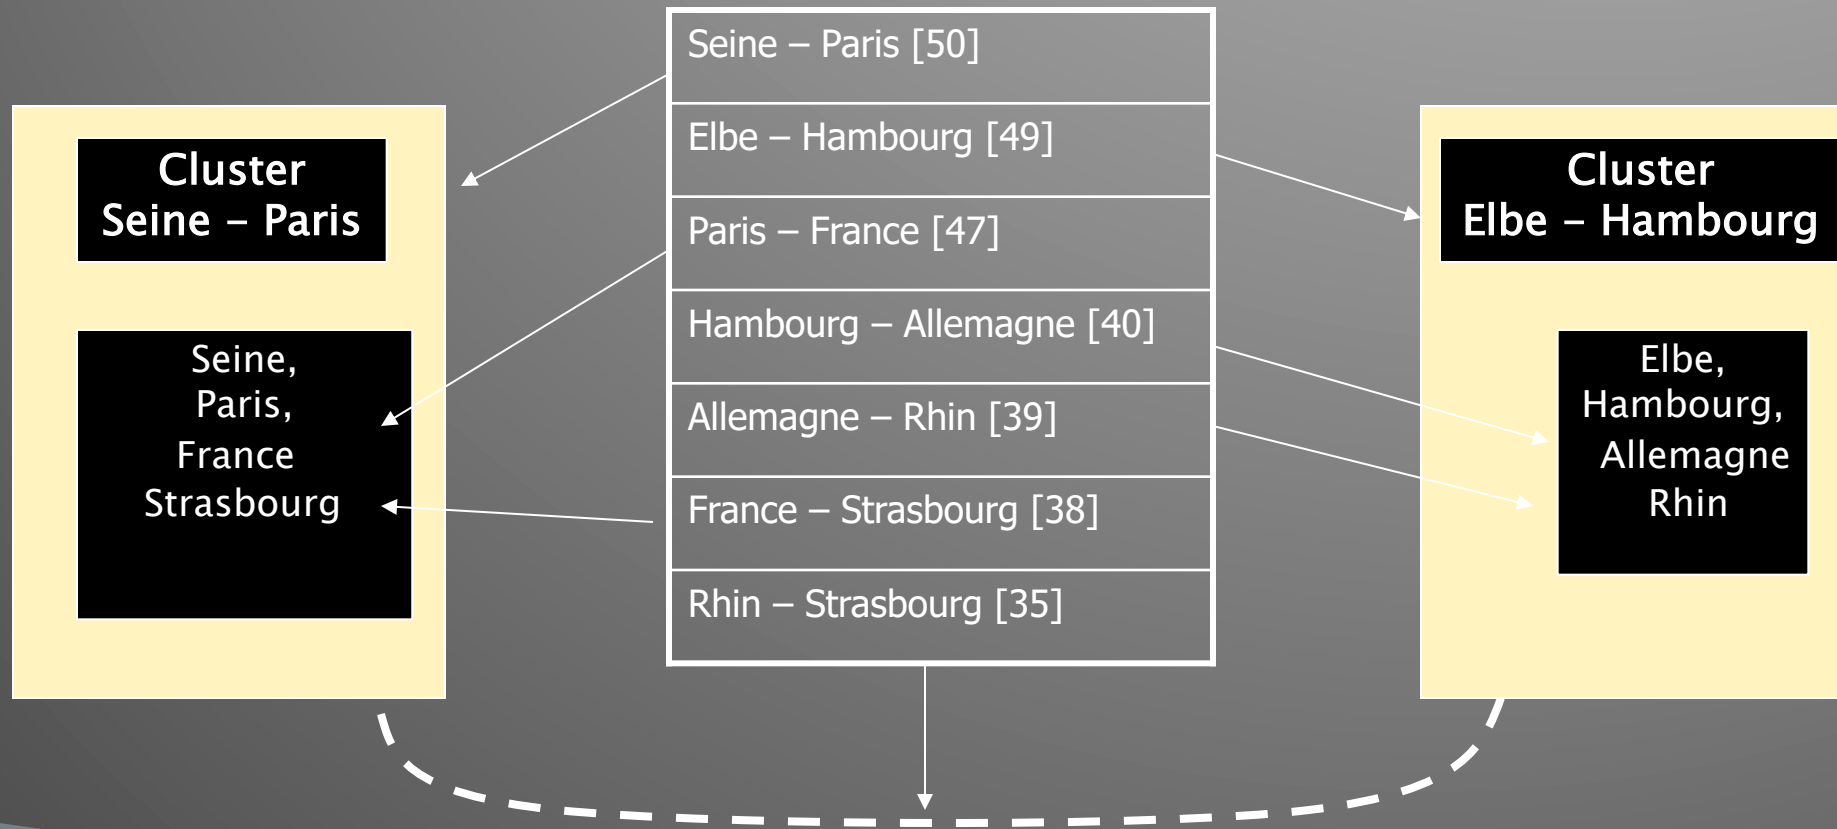 Cluster
Seine – Paris
Seine,
Paris,
France
Strasbourg
Seine – Paris [50]
Elbe – Hambourg [49]
Paris – France [47]
Hambourg – Allemagne [40]
Allemagne – Rhin [39]
France – Strasbourg [38]
Rhin – Strasbourg [35]
Cluster
Elbe – Hambourg
Elbe,
Hambourg,
Allemagne
Rhin